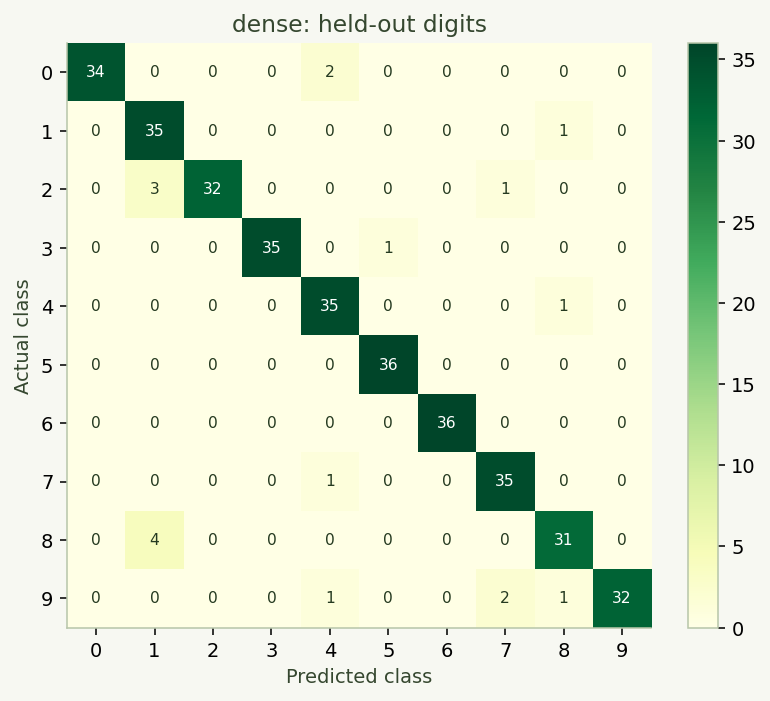 dense: held-out digits
Actual class
0 34 0 0 0 2 0 0 0 0 0
1 0 35 0 0 0 0 0 0 1 0
2 0 3 32 0 0 0 0 1 0 0
3 0 0 0 35 0 1 0 0 0 0
4 0 0 0 0 35 0 0 0 1 0
5 0 0 0 0 0 36 0 0 0 0
6 0 0 0 0 0 0 36 0 0 0
7 0 0 0 0 1 0 0 35 0 0
8 0 4 0 0 0 0 0 0 31 0
9 0 0 0 0 1 0 0 2 1 32
0 1 2 3 4 5 6 7 8 9
Predicted class
35
30
25
20
15
10
5
0